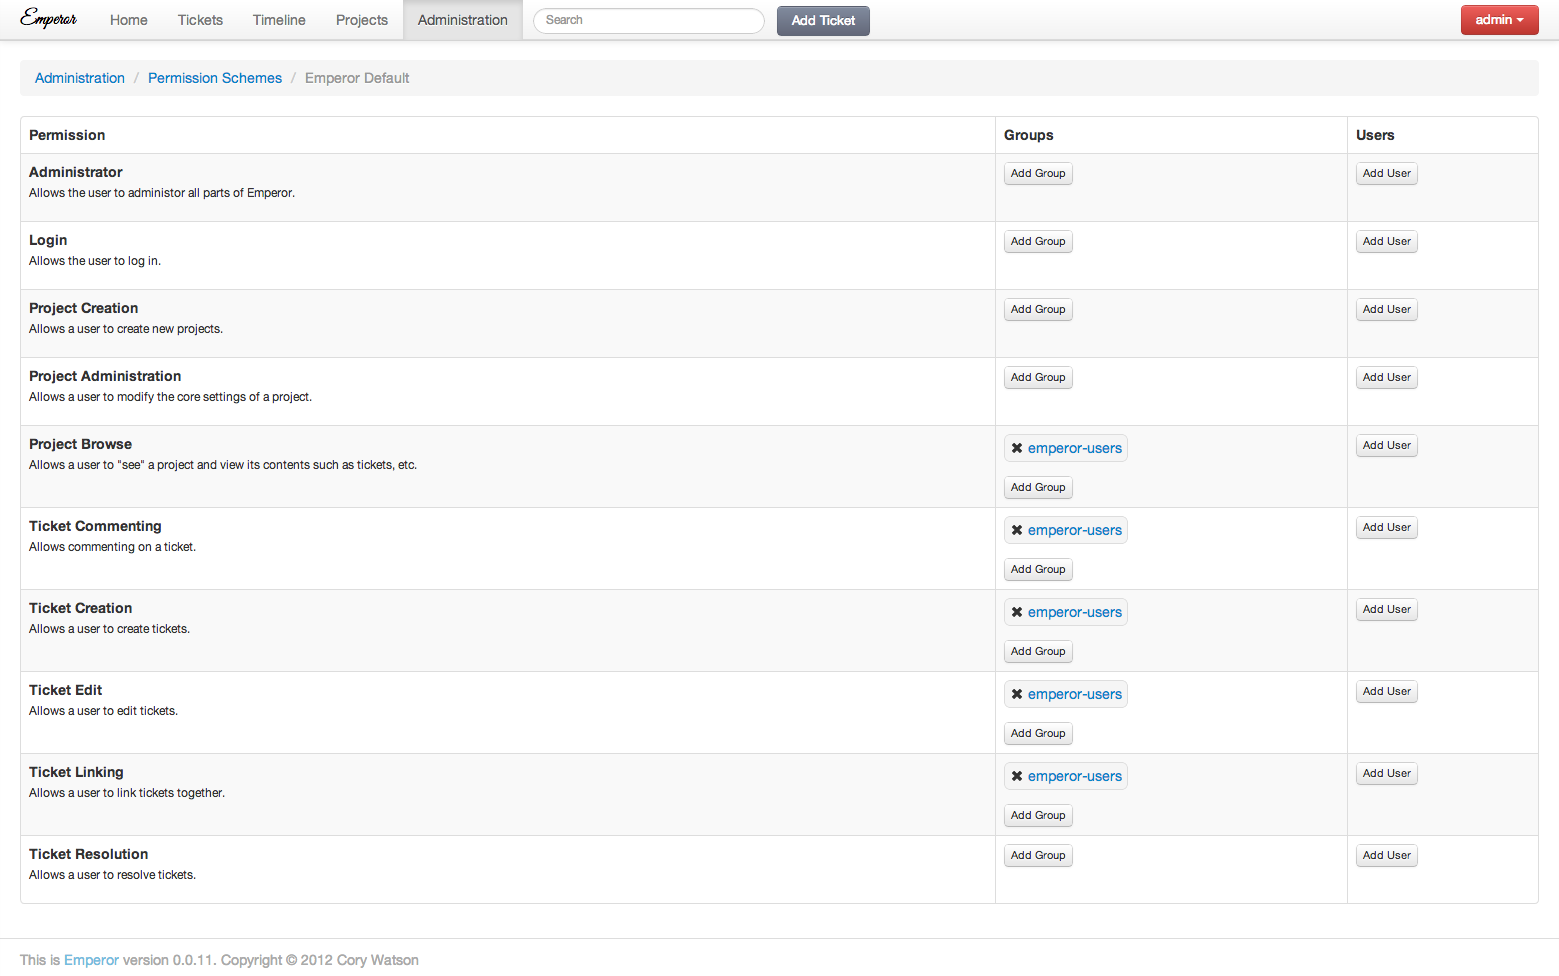 Emperor Home Tickets Timeline Projects Administration Search Add Ticket admin
Administration / Permission Schemes / Emperor Default
Permission Groups Users
Administrator Add Group Add User
Allows the user to administor all parts of Emperor.
Login Add Group Add User
Allows the user to log in.
Project Creation Add Group Add User
Allows a user to create new projects.
Project Administration Add Group Add User
Allows a user to modify the core settings of a project.
Project Browse emperor-users Add User
Allows a user to "see" a project and view its contents such as tickets, etc.
Add Group
Ticket Commenting emperor-users Add User
Allows commenting on a ticket.
Add Group
Ticket Creation emperor-users Add User
Allows a user to create tickets.
Add Group
Ticket Edit emperor-users Add User
Allows a user to edit tickets.
Add Group
Ticket Linking emperor-users Add User
Allows a user to link tickets together.
Add Group
Ticket Resolution Add Group Add User
Allows a user to resolve tickets.
This is Emperor version 0.0.11. Copyright © 2012 Cory Watson